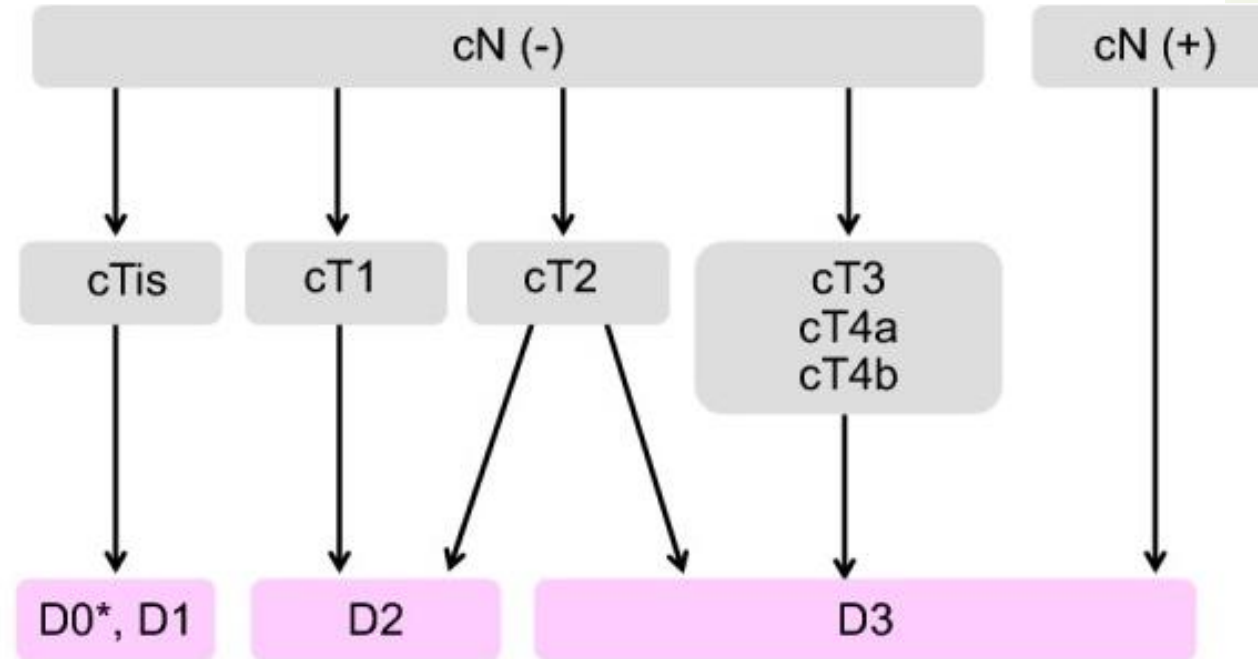 cN (-)
cN (+)
cTis
cT1
cT2
cT3
cT4a
cT4b
D0*, D1
D2
D3